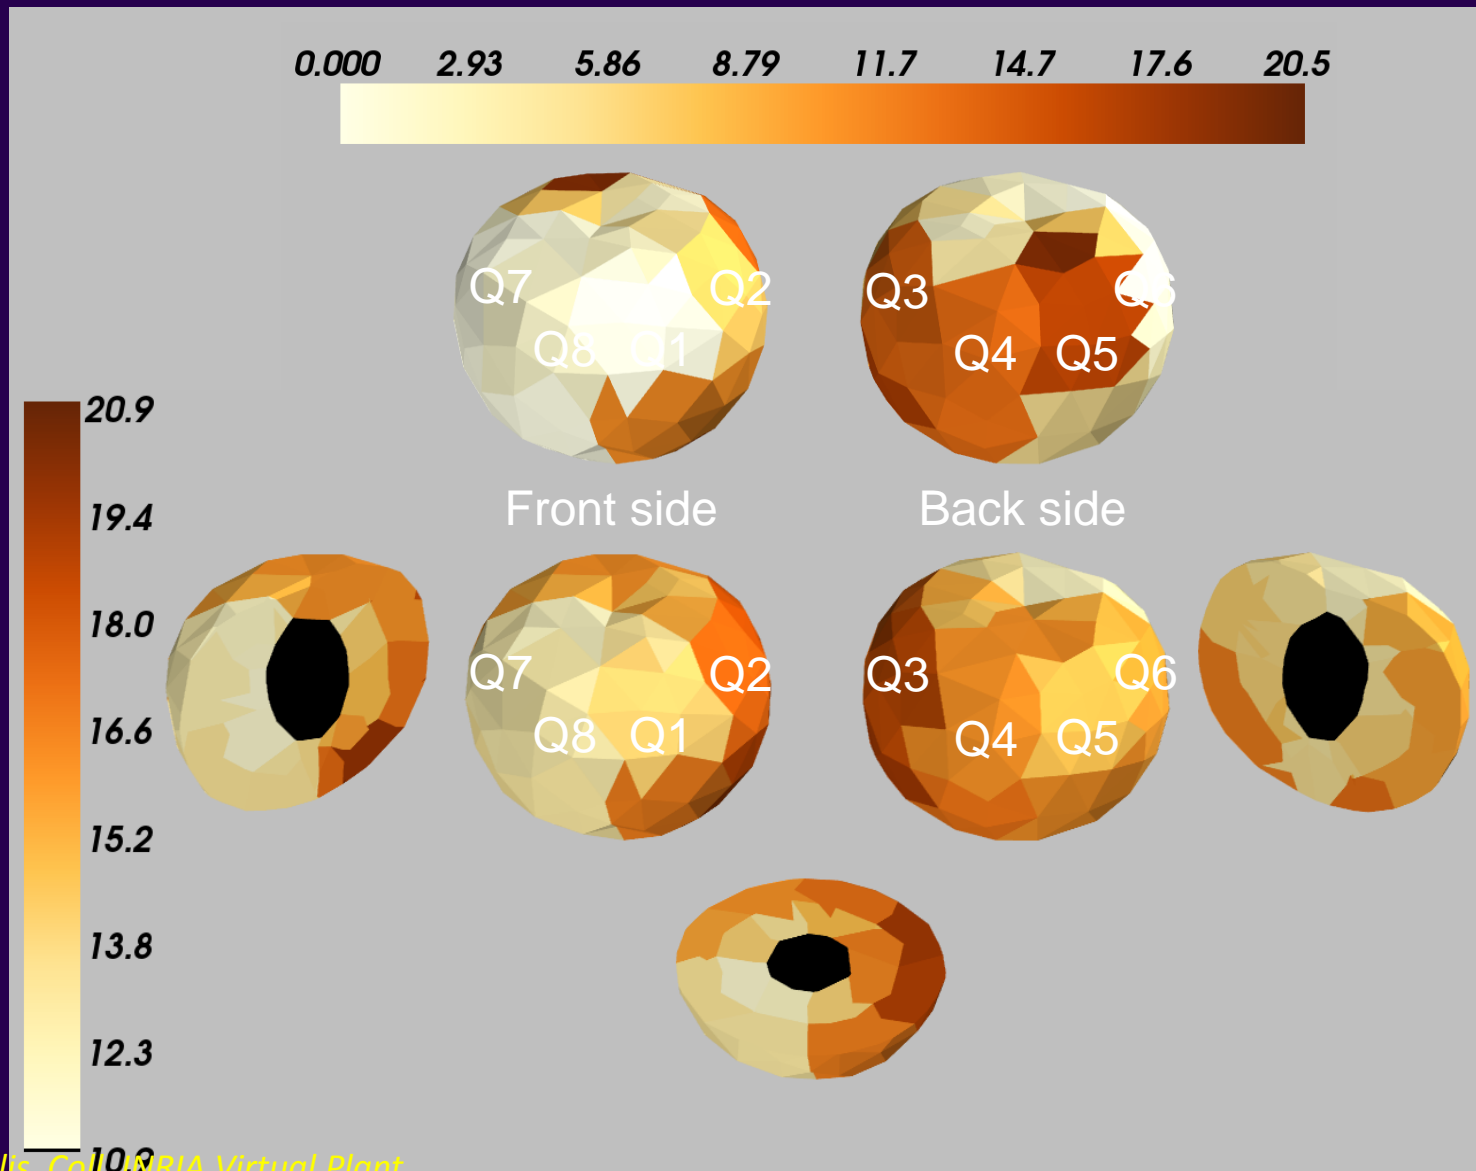 0.000 2.93 5.86 8.79 11.7 14.7 17.6 20.5
Q7 Q2 Q3 Q6
Q8 Q1 Q4 Q5
20.9
Front side Back side
19.4
18.0
Q7 Q2 Q3 Q6
16.6
Q8 Q1 Q4 Q5
15.2
13.8
12.3
INRIA Virtual Plant